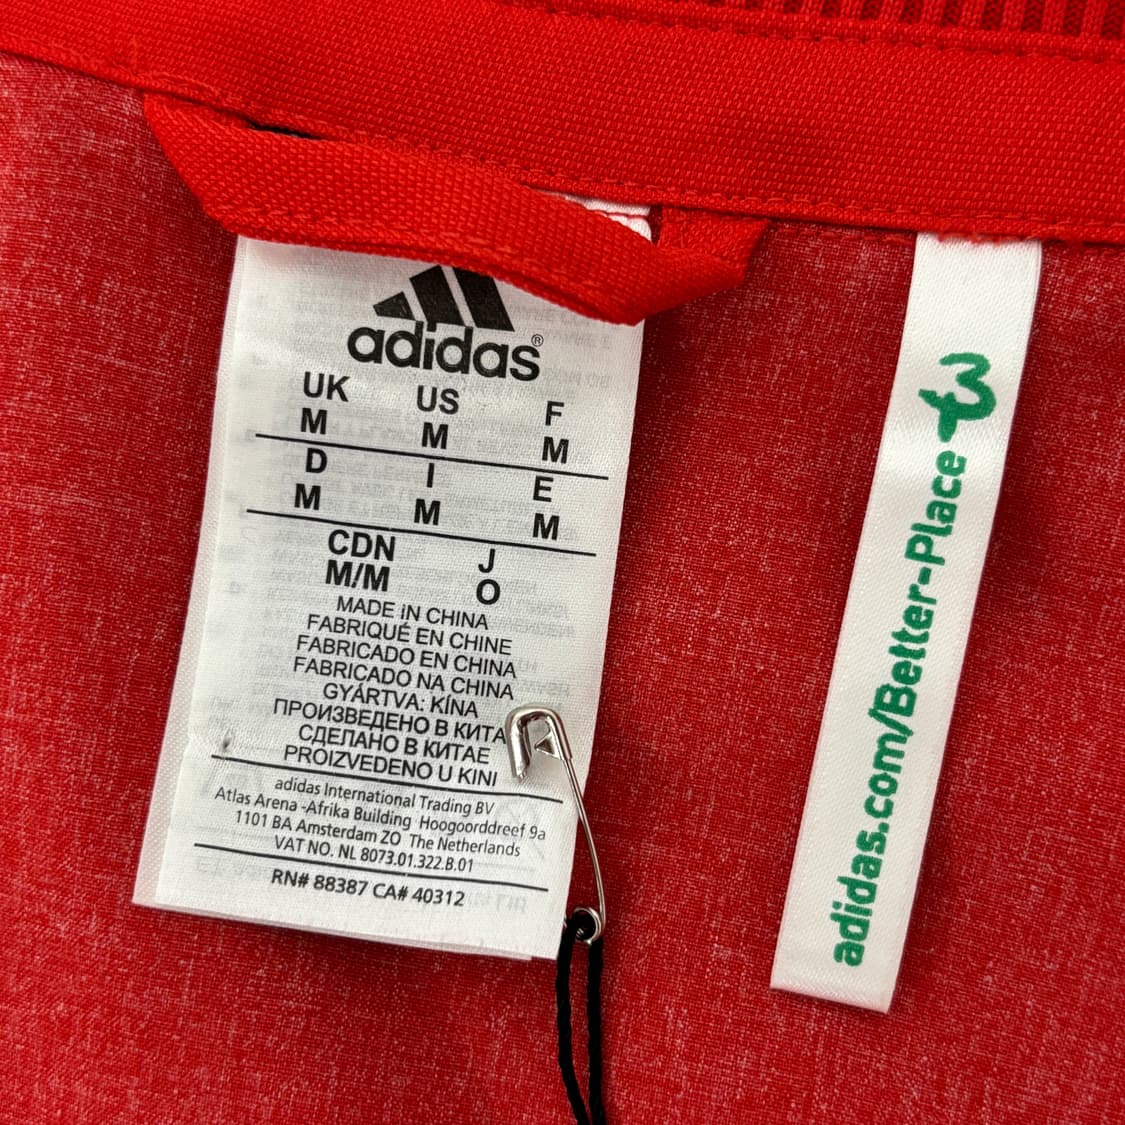 adidas®
UK US F
M M M
D I E
M M M
CDN J
M/M O
MADE iN CHINA
FABRIQUÉ EN CHINE
FABRICADO EN CHINA
FABRICADO NA CHINA
GYÁRTVA: KÍNA
ПРОИЗВЕДЕНО В КИТА
СДЕПАНО В КИТАЕ
PROIZVEDENO U KINI
adidas International Trading BV
Atlas Arena -Afrika Building Hoogoorddreef 9a
1101 BA Amsterdam ZO The Netherlands
VAT NO. NL 8073.01.322.B.01
RN# 88387 CA# 40312
adidas.com/Better-Place